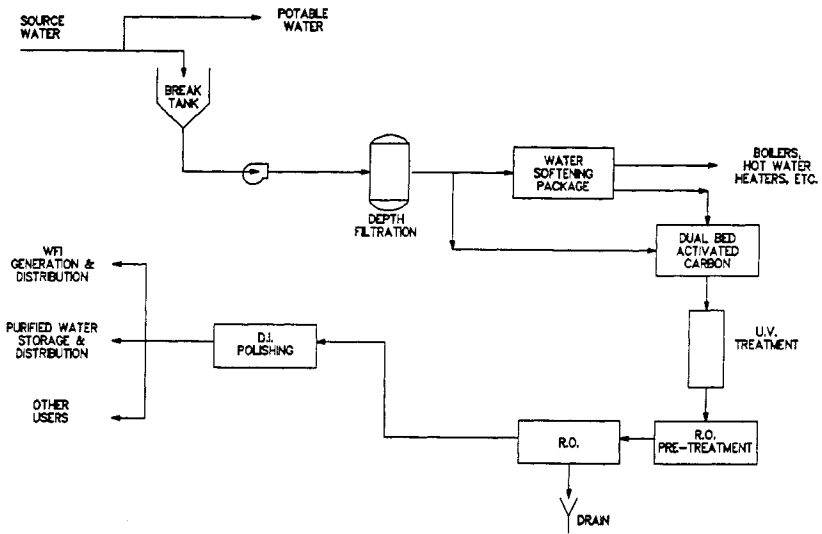 SOURCE
WATER
POTABLE
WATER
BREAK
TANK
DEPTH
FILTRATION
WATER
SOFTENING
PACKAGE
BOILERS,
HOT WATER
HEATERS, ETC.
DUAL BED
ACTIVATED
CARBON
U.V.
TREATMENT
R.O.
PRE-TREATMENT
R.O.
DRAIN
D.I.
POLISHING
WFI
GENERATION &
DISTRIBUTION
PURIFIED WATER
STORAGE &
DISTRIBUTION
OTHER
USERS